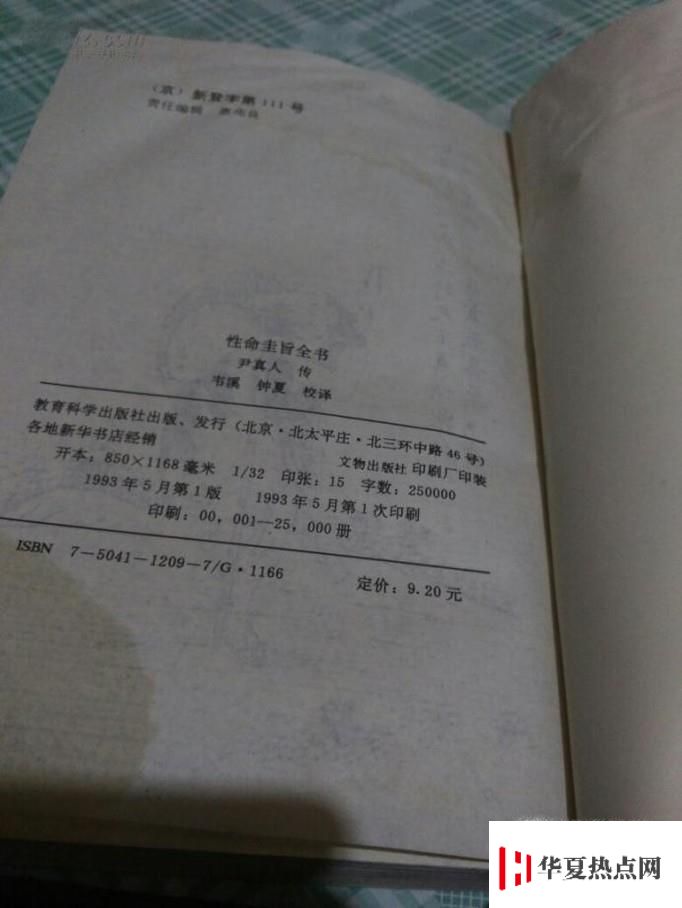 (京)新登字第111号
责任编辑
性命圭旨全书
尹真人 传
韦溪 钟夏 校译
教育科学出版社出版、发行(北京·北太平庄·北三环中路46号)
各地新华书店经销 文物出版社印刷厂印装
开本:850×1168毫米 1/32 印张:15 字数:250000
1993年5月第1版 1993年5月第1次印刷
印刷:00,001—25,000册
ISBN 7-5041-1209-7/G·1166 定价:9.20元
华夏热点网